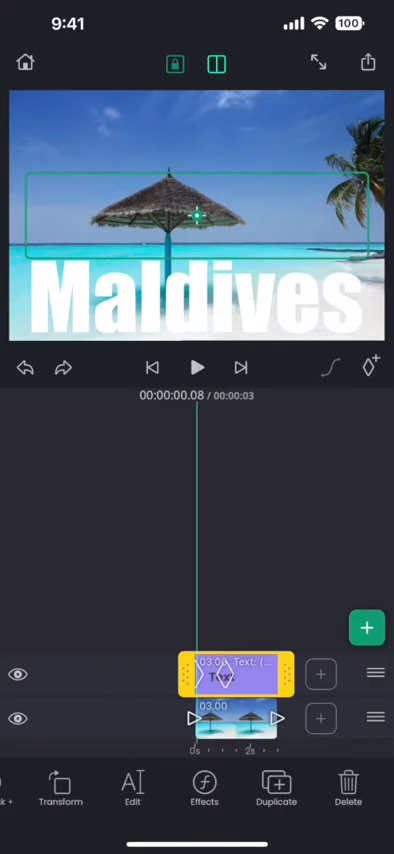 9:41
100
Maldives
00:00:00.08 / 00:00:03
03.00 Text: (...
Text
03.00
0s
2s
k +
Transform
Edit
Effects
Duplicate
Delete